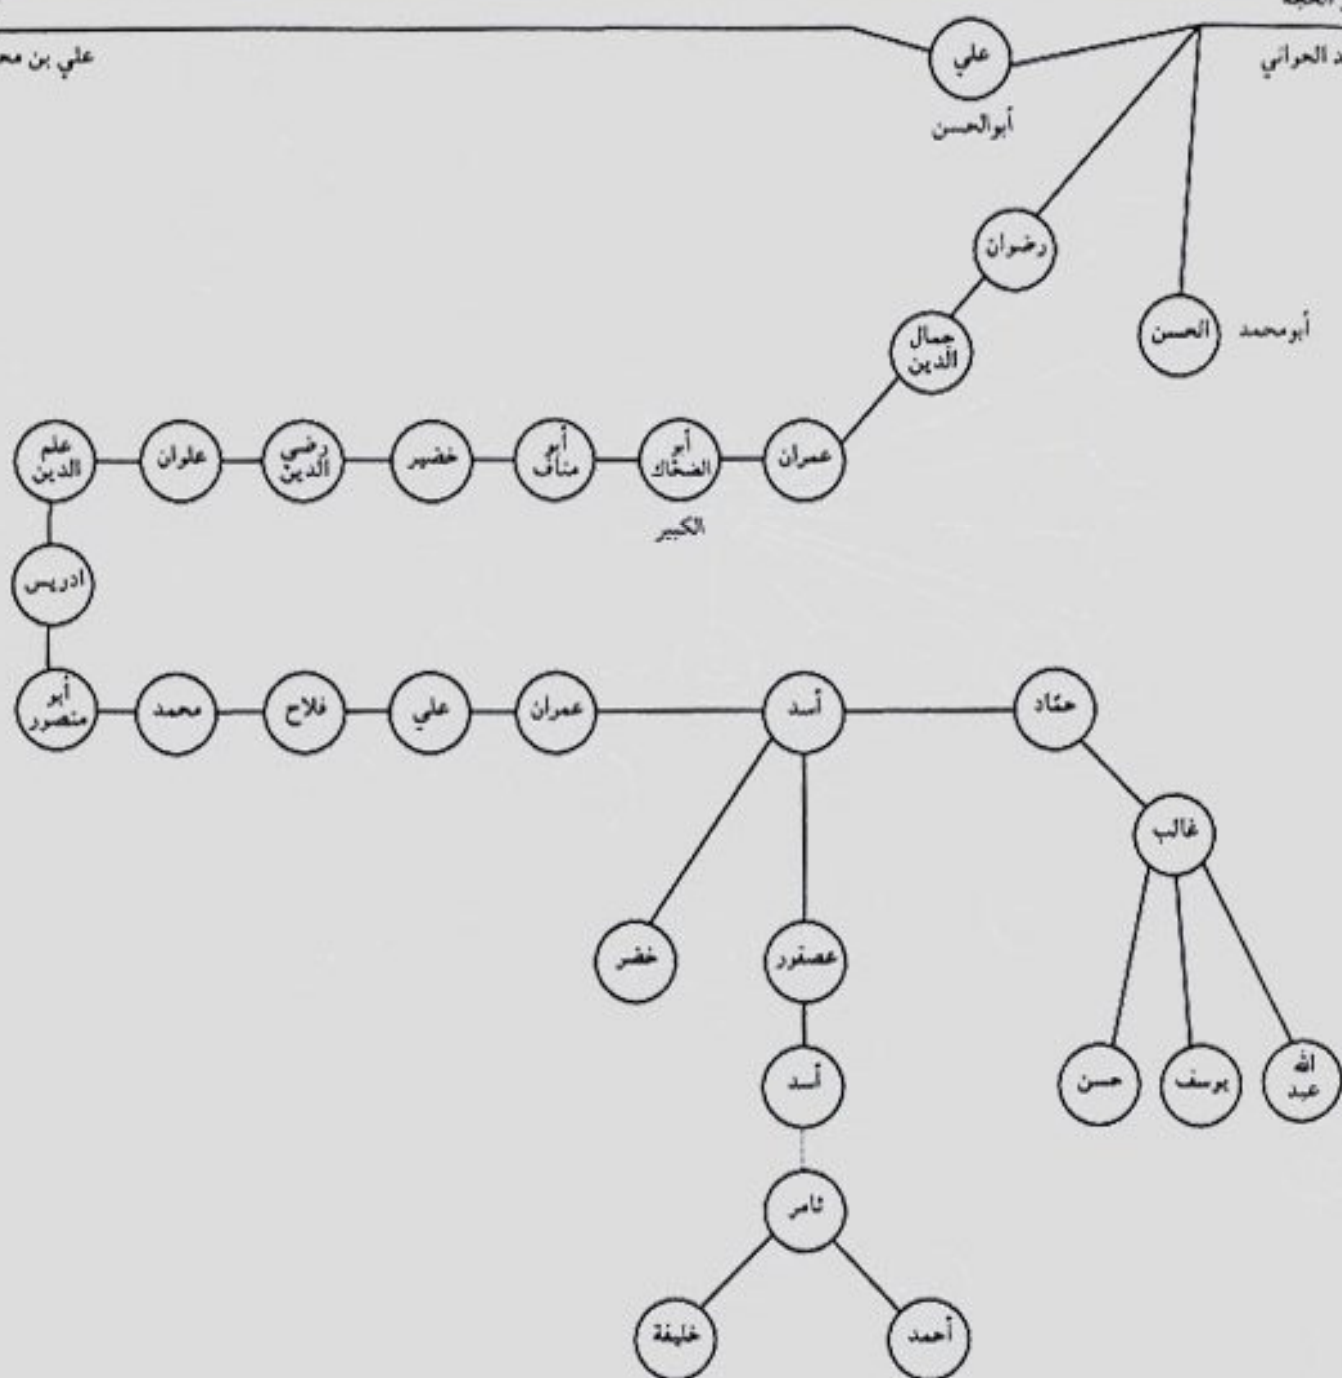 علي
علي بن
الحراني
أبوالحسن
رضوان
الحسن
أبومحمد
جمال
الدين
عمران
أبو
الضحّاك
أبو
مناف
خضير
رضي
الدين
علوان
علم
الدين
الكبير
ادريس
حمّاد
أسد
عمران
علي
فلاح
محمد
أبو
منصور
غالب
عصفور
خضر
الله
عبد
يوسف
حسن
أسد
ثامر
أحمد
خليفة